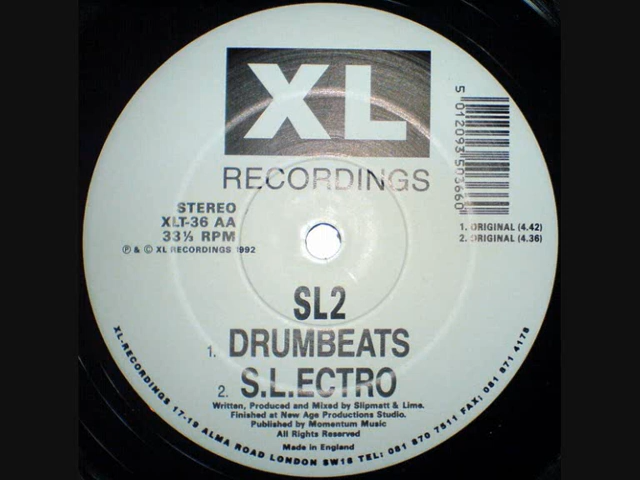 XL
RECORDINGS
5 012093 503660
STEREO
XLT-36 AA
33⅓ RPM
℗ & © XL RECORDINGS 1992
1. ORIGINAL (4.42)
2. ORIGINAL (4.36)
SL2
1. DRUMBEATS
2. S.L.ECTRO
Written, Produced and Mixed by Slipmatt & Lime.
Finished at New Age Productions Studio.
Published by Momentum Music
All Rights Reserved
Made in England
XL-RECORDINGS 17-19 ALMA ROAD LONDON SW18 TEL: 081 870 7511 FAX: 081 871 4178